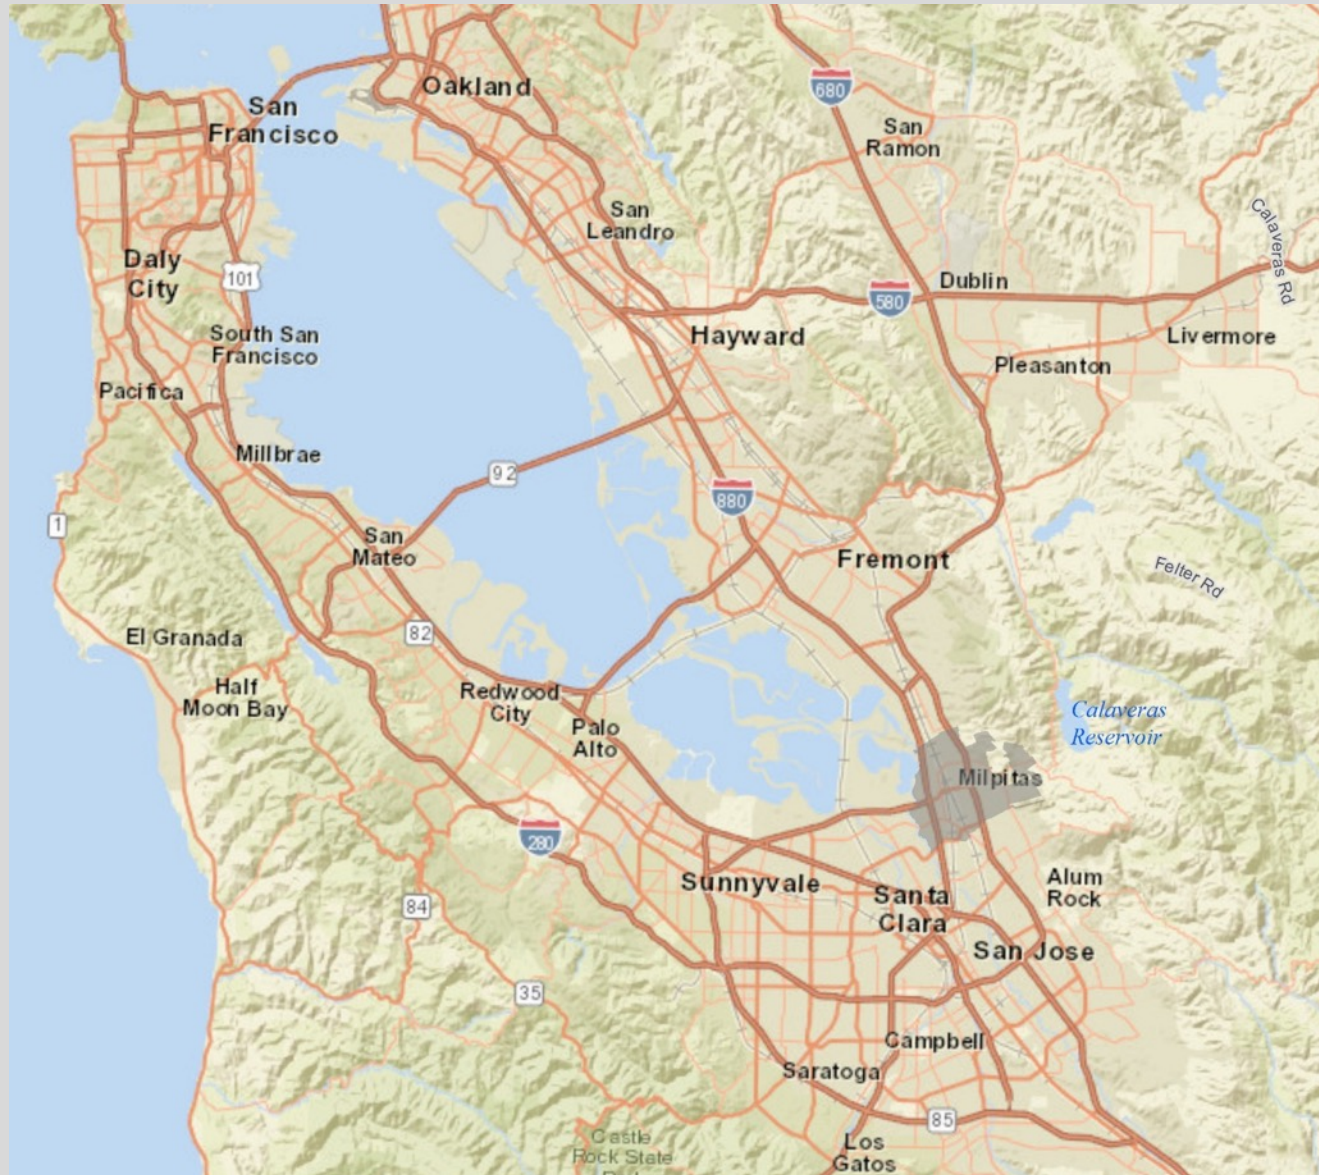 Oakland
680
San
Francisco
San
Ramon
San
Leandro
Calaveras Rd
Daly
City
101
Dublin
580
South San
Francisco
Hayward
Livermore
Pleasanton
Pacifica
Millbrae
92
880
1
San
Mateo
Fremont
Felter Rd
82
El Granada
Half
Moon Bay
Redwood
City
Palo
Alto
Calaveras
Reservoir
Milpitas
280
Sunnyvale
Alum
Rock
Santa
Clara
84
San Jose
35
Campbell
Saratoga
85
Castle
Rock State
Los
Gatos